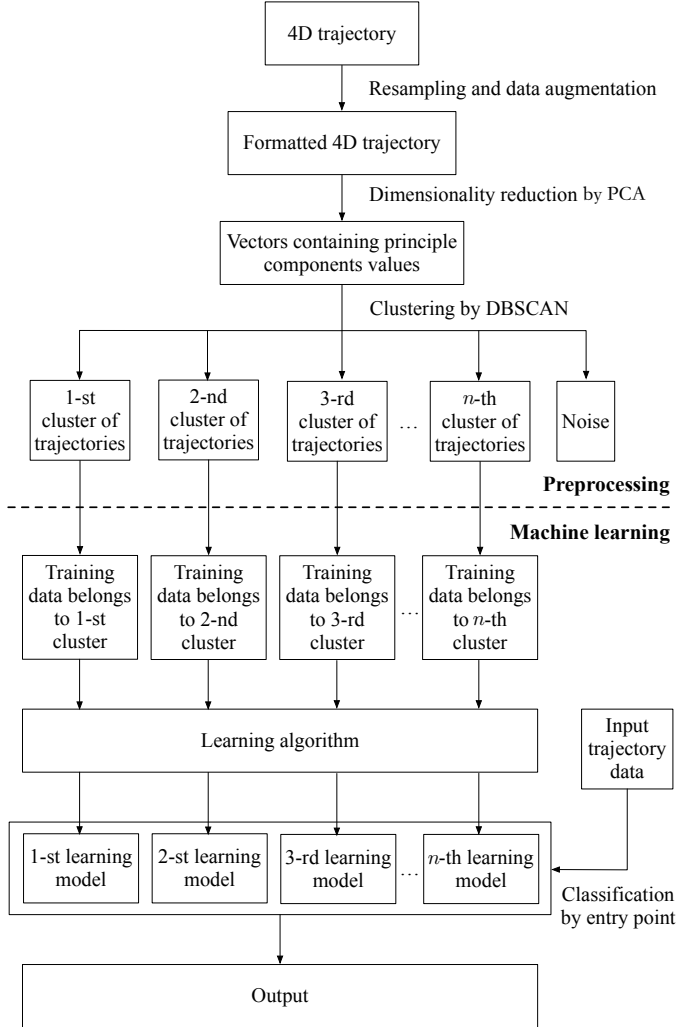 4D trajectory
Resampling and data augmentation
Formatted 4D trajectory
Dimensionality reduction by PCA
Vectors containing principle
components values
Clustering by DBSCAN
1-st
cluster of
trajectories
2-nd
cluster of
trajectories
3-rd
cluster of
trajectories
...
n-th
cluster of
trajectories
Noise
Preprocessing
Machine learning
Training
data belongs
to 1-st
cluster
Training
data belongs
to 2-nd
cluster
Training
data belongs
to 3-rd
cluster
...
Training
data belongs
to n-th
cluster
Learning algorithm
Input
trajectory
data
1-st learning
model
2-st learning
model
3-rd learning
model
...
n-th learning
model
Classification
by entry point
Output